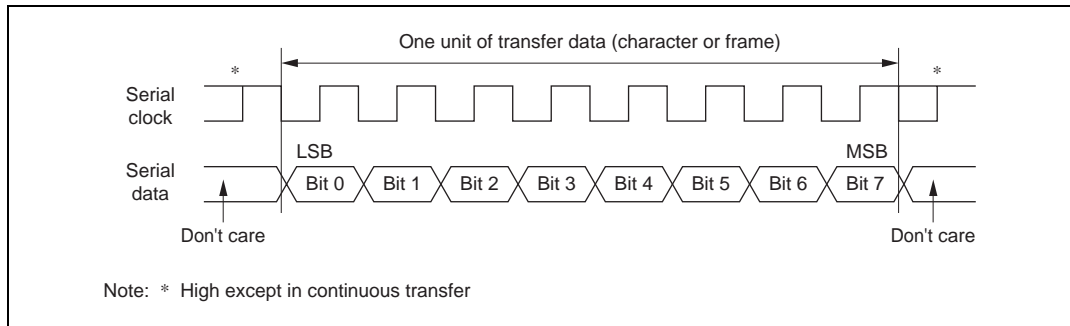 One unit of transfer data (character or frame)
* *
Serial
clock
LSB MSB
Serial
data
Bit 0 Bit 1 Bit 2 Bit 3 Bit 4 Bit 5 Bit 6 Bit 7
Don't care Don't care
Note: * High except in continuous transfer